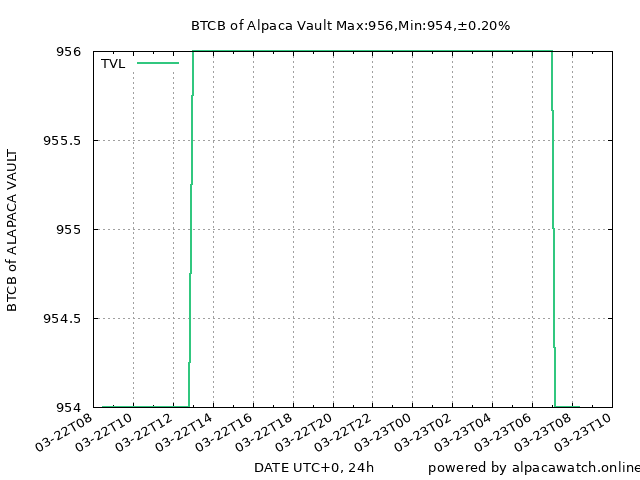 BTCB of Alpaca Vault Max:956,Min:954,±0.20%
TVL
956
955.5
955
954.5
954
BTCB of ALAPACA VAULT
03-22T08
03-22T10
03-22T12
03-22T14
03-22T16
03-22T18
03-22T20
03-22T22
03-23T00
03-23T02
03-23T04
03-23T06
03-23T08
03-23T10
DATE UTC+0, 24h
powered by alpacawatch.online